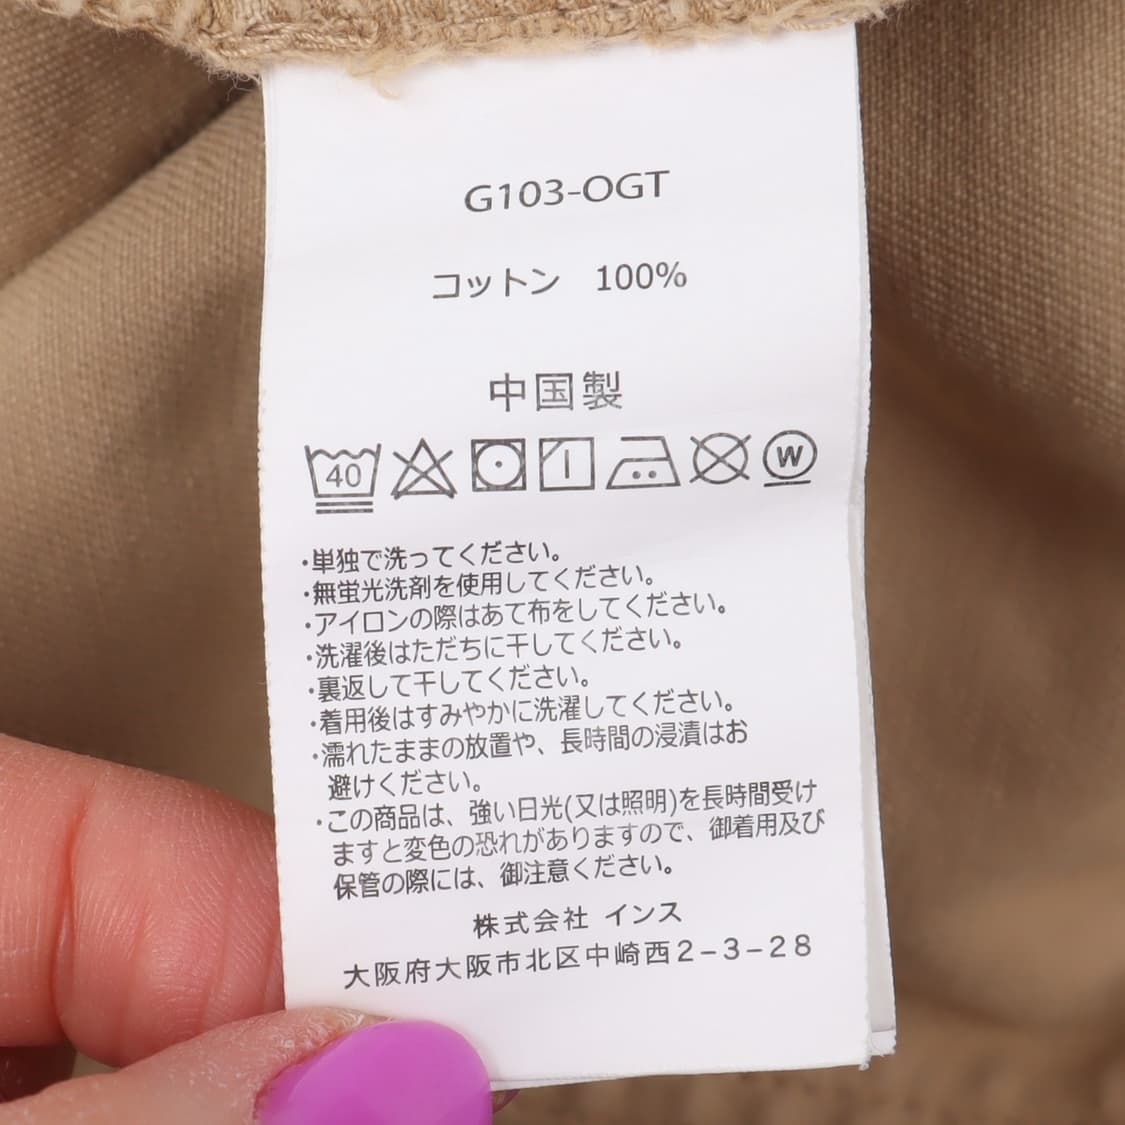 G103-OGT
コットン 100%
中国製
40 W
・単独で洗ってください。
・無蛍光洗剤を使用してください。
・アイロンの際はあて布をしてください。
・洗濯後はただちに干してください。
・裏返して干してください。
・着用後はすみやかに洗濯してください。
・濡れたままの放置や、長時間の浸漬はお
避けください。
・この商品は、強い日光(又は照明)を長時間受け
ますと変色の恐れがありますので、御着用及び
保管の際には、御注意ください。
株式会社 インス
大阪府大阪市北区中崎西2-3-28